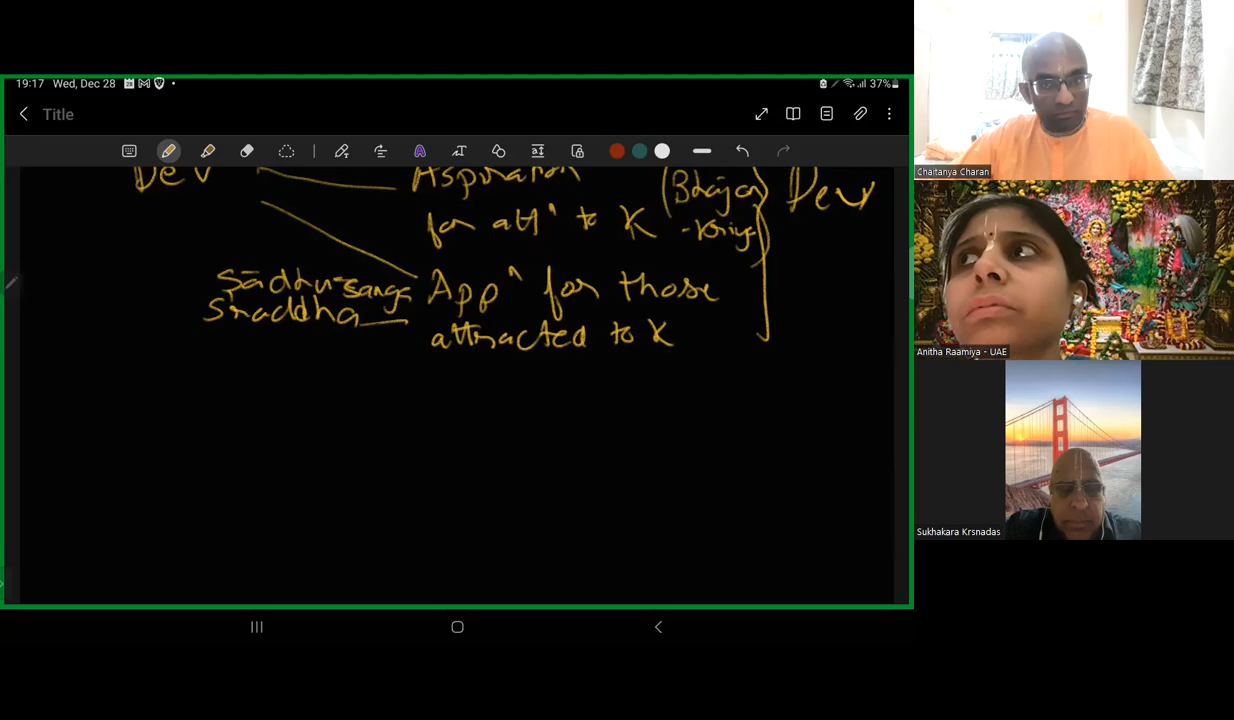 19:17 Wed, Dec 28
37%
Title
Dev
Aspiration
(Bhajan
Dev
for att' to K
-kriya)
Sādhu-sanga
App^ for those
Sraddha
attracted to K
Chaitanya Charan
Anitha Raamiya - UAE
Sukhakara Krsnadas